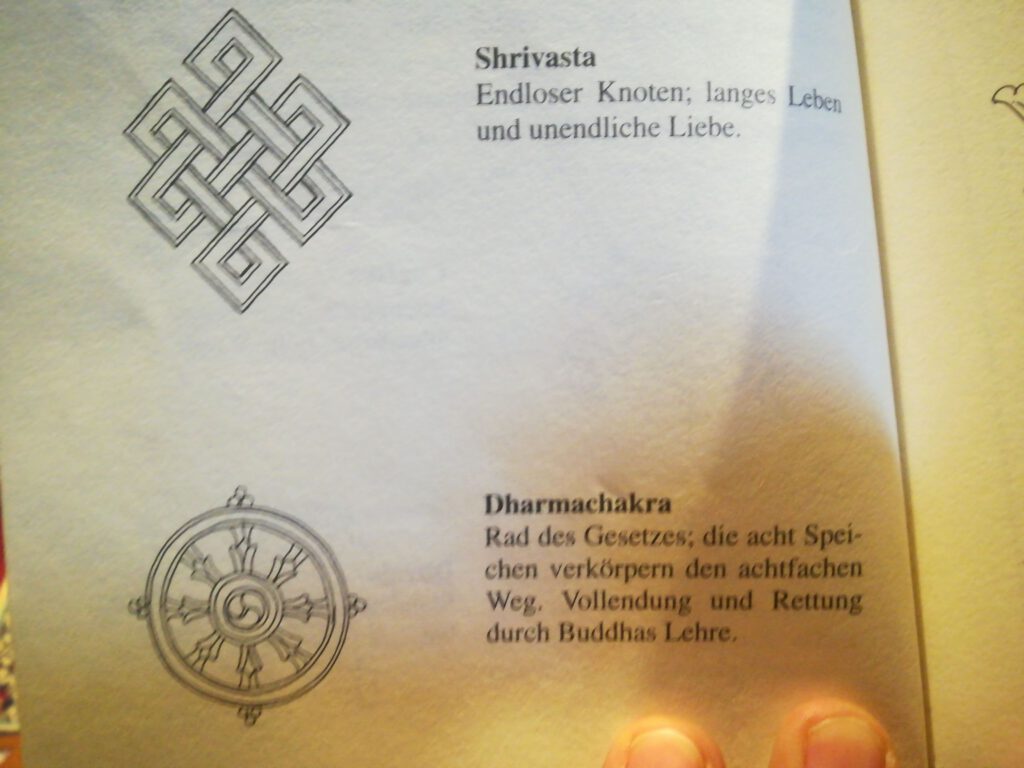 Shrivasta
Endloser Knoten; langes Leben
und unendliche Liebe.
Dharmachakra
Rad des Gesetzes; die acht Spei-
chen verkörpern den achtfachen
Weg. Vollendung und Rettung
durch Buddhas Lehre.